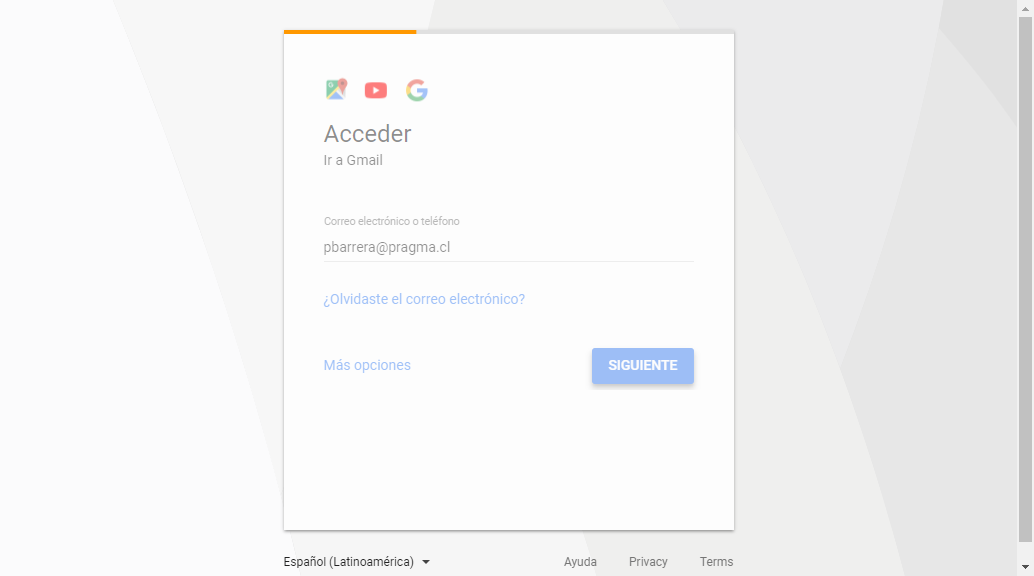 Acceder
Ir a Gmail
Correo electrónico o teléfono
pbarrera@pragma.cl
¿Olvidaste el correo electrónico?
Más opciones
SIGUIENTE
Español (Latinoamérica)
Ayuda
Privacy
Terms